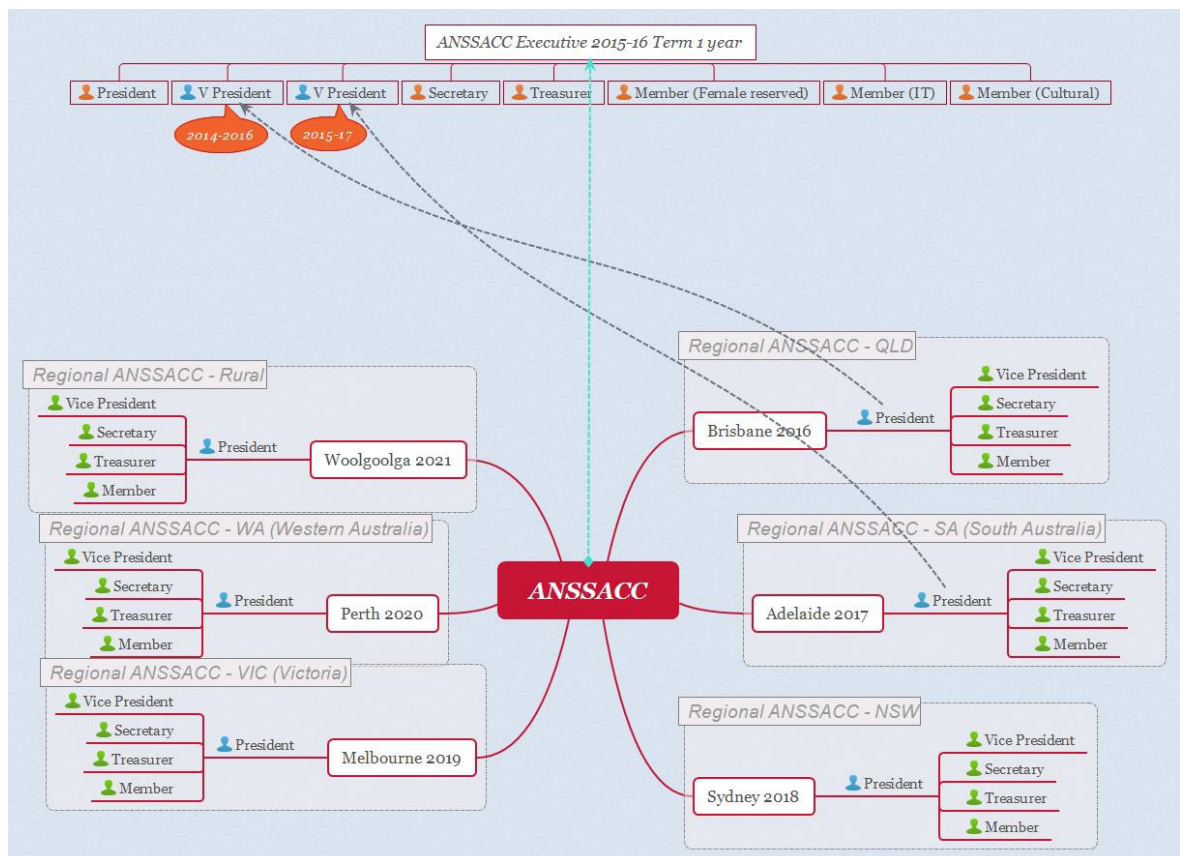 ANSSACC Executive 2015-16 Term 1 year
President
V President
V President
Secretary
Treasurer
Member (Female reserved)
Member (IT)
Member (Cultural)
2014-2016
2015-17
Regional ANSSACC - Rural
Vice President
Secretary
Treasurer
Member
President
Woolgoolga 2021
Regional ANSSACC - WA (Western Australia)
Vice President
Secretary
Treasurer
Member
President
Perth 2020
Regional ANSSACC - VIC (Victoria)
Vice President
Secretary
Treasurer
Member
President
Melbourne 2019
ANSSACC
Regional ANSSACC - QLD
Brisbane 2016
President
Vice President
Secretary
Treasurer
Member
Regional ANSSACC - SA (South Australia)
Adelaide 2017
President
Vice President
Secretary
Treasurer
Member
Regional ANSSACC - NSW
Sydney 2018
President
Vice President
Secretary
Treasurer
Member